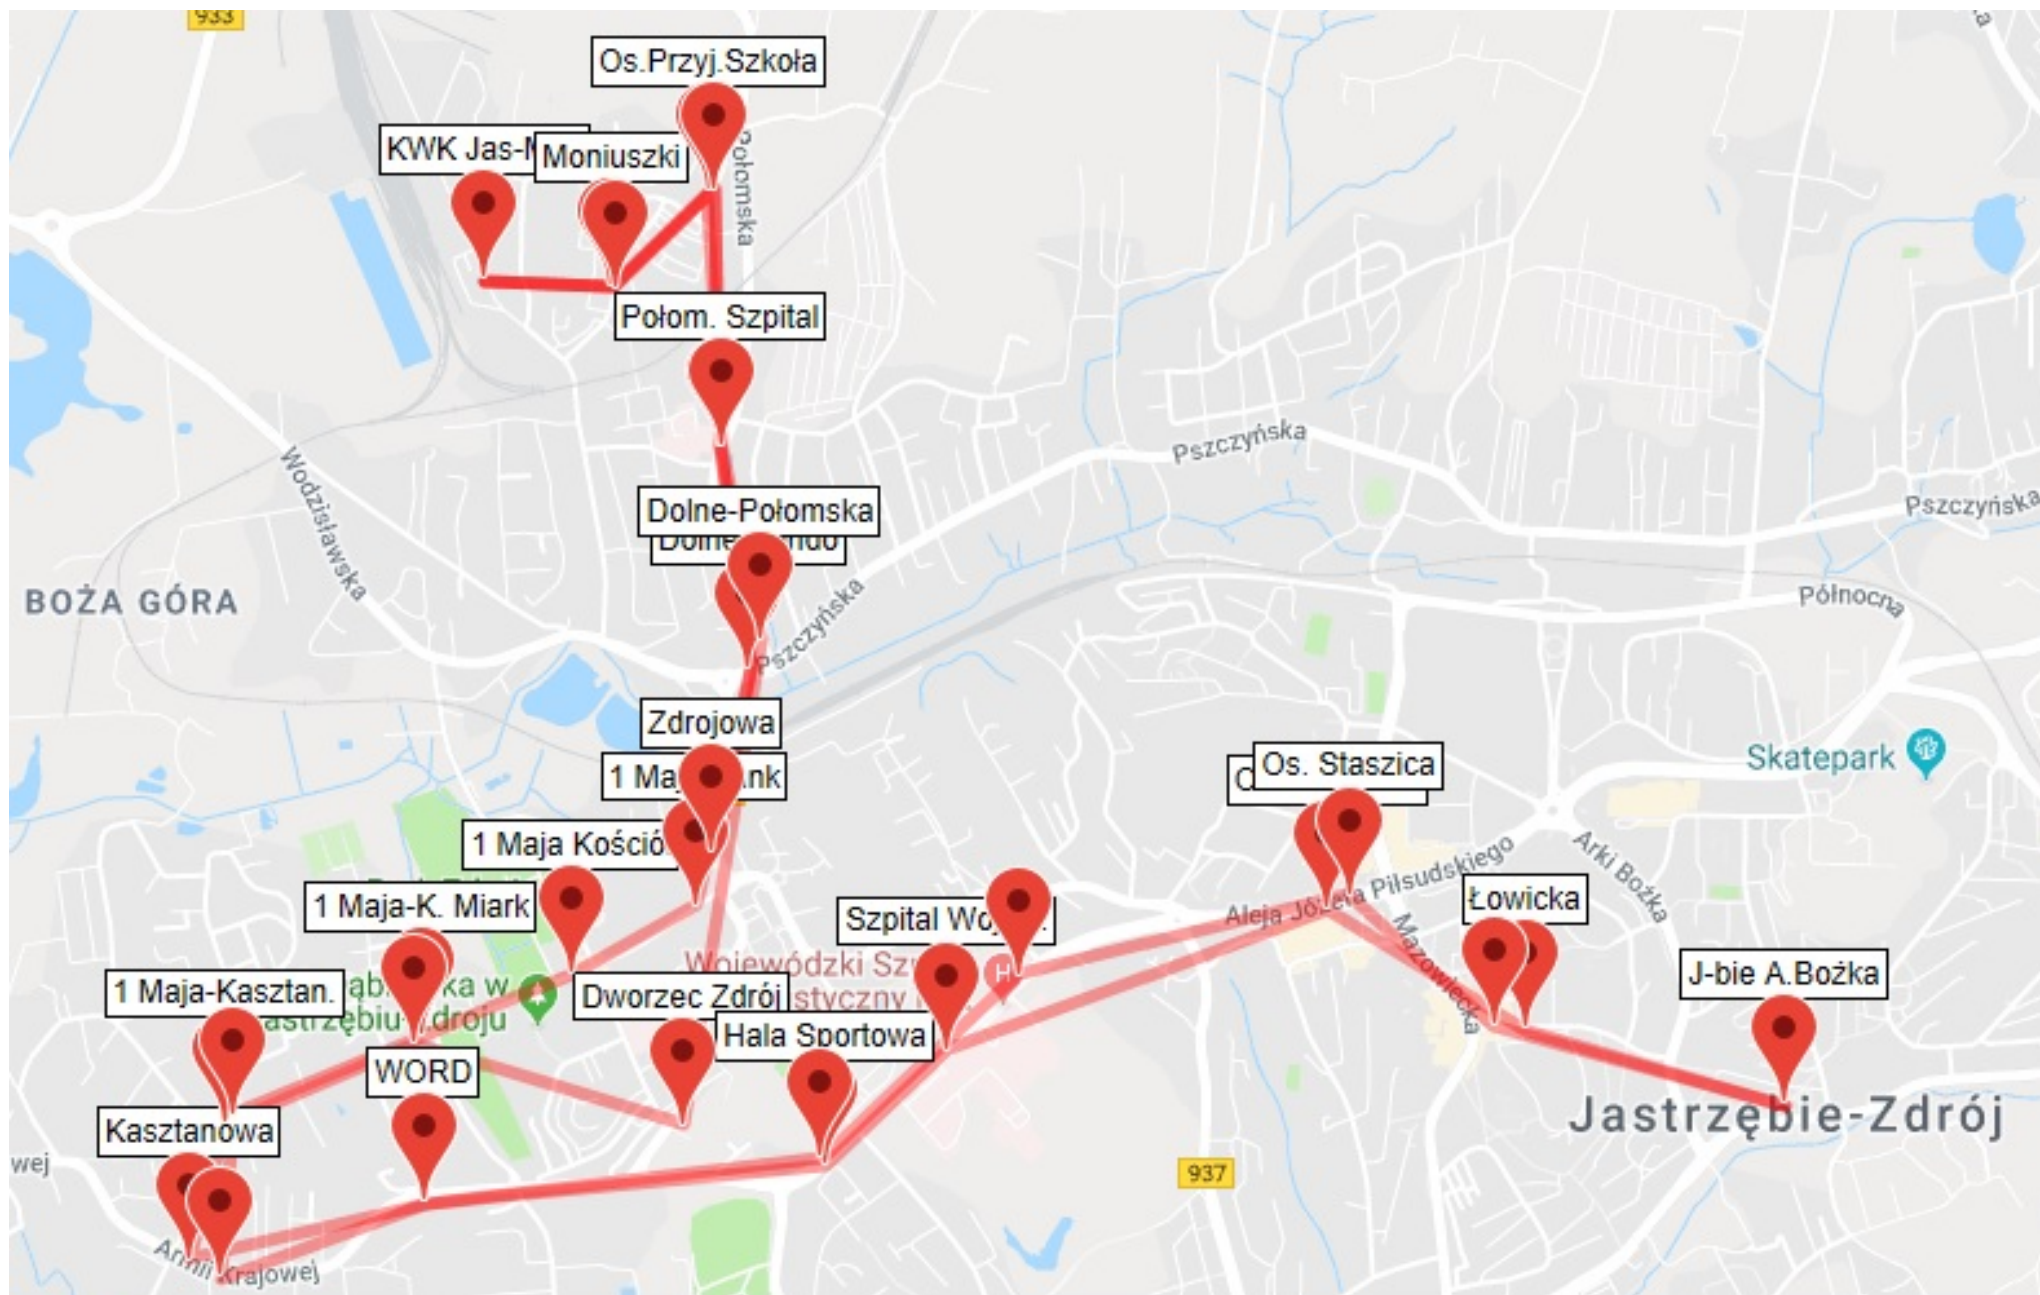 933
Os.Przyj.Szkoła
KWK Jas-
Moniuszki
Połomska
Połom. Szpital
Pszczyńska
Wodzisławska
Dolne-Połomska
Pszczyńska
BOŻA GÓRA
Pszczyńska
Północna
Zdrojowa
1 Maja
Os. Staszica
Skatepark
1 Maja Kośció
Aleja Józefa Piłsudskiego
Arki Bożka
1 Maja-K. Miark
Łowicka
Szpital
Mazowiecka
Wojewódzki
J-bie A.Bożka
1 Maja-Kasztan.
w
Dworzec Zdrój
Hala Sportowa
H
WORD
Kasztanowa
Jastrzębie-Zdrój
wej
937
Armii Krajowej